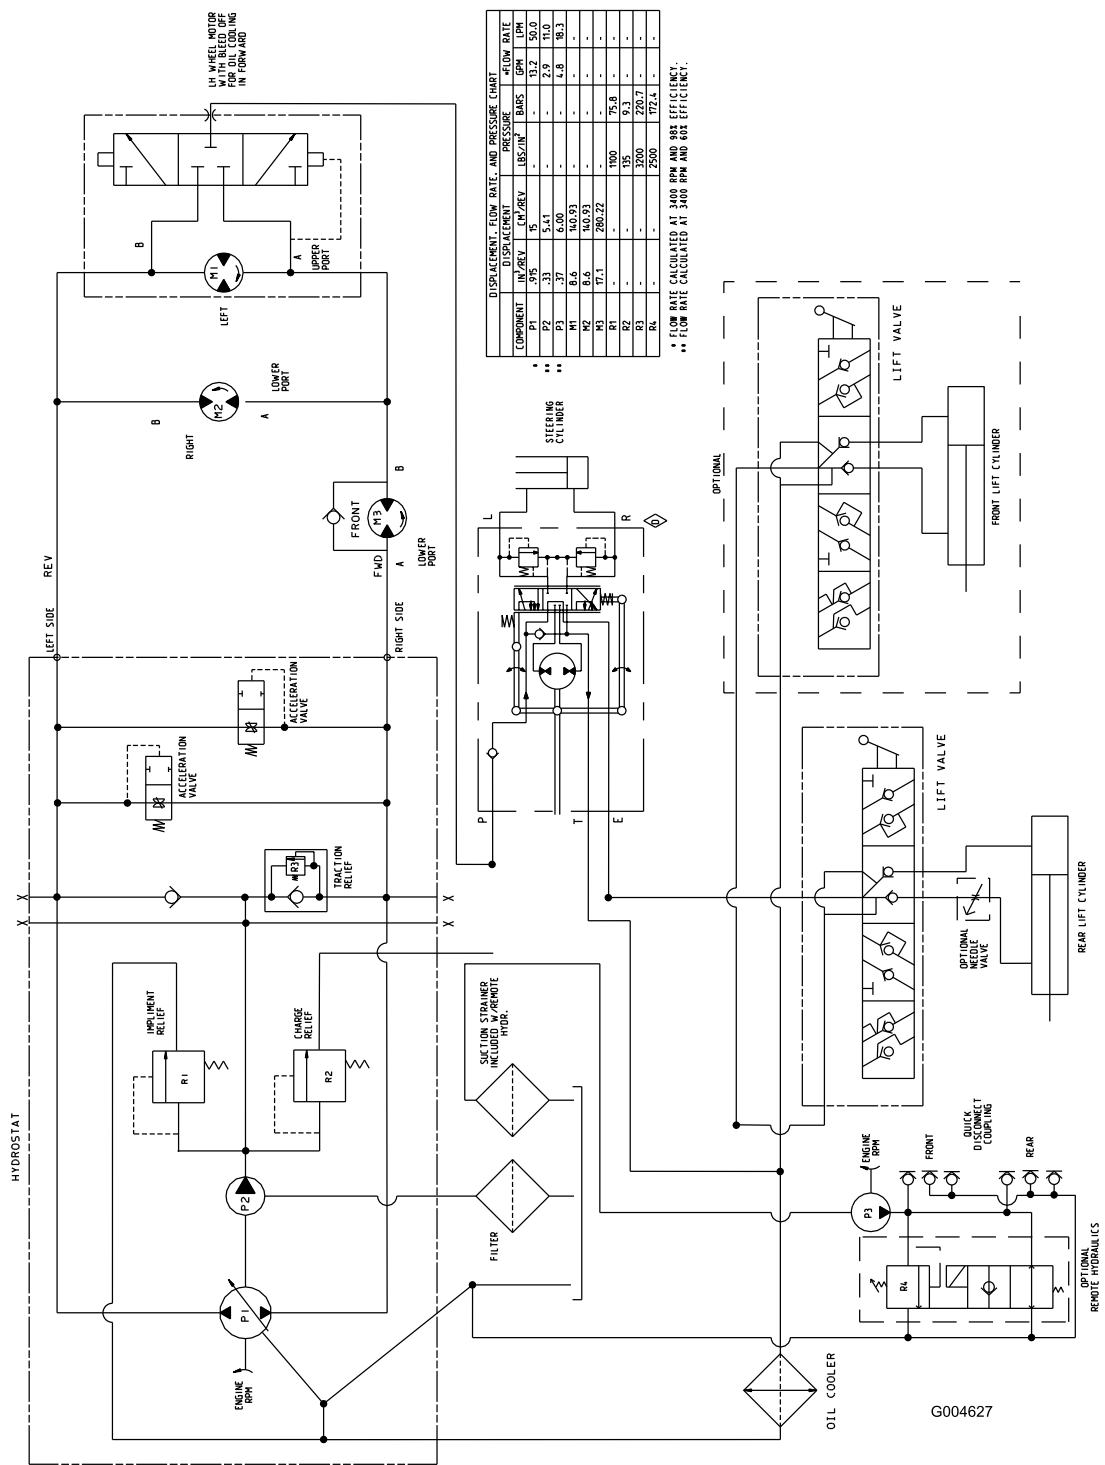 LH WHEEL MOTOR
WITH BLEED OFF
FOR OIL COOLING
IN FORWARD
B
A
UPPER
PORT
M1
LEFT
M2
B
A
LOWER
PORT
RIGHT
FRONT
M3
B
A
LOWER
PORT
REV
FWD
LEFT SIDE
RIGHT SIDE
ACCELERATION
VALVE
ACCELERATION
VALVE
R3
TRACTION
RELIEF
X
X
X
X
IMPLIMENT
RELIEF
R1
CHARGE
RELIEF
R2
HYDROSTAT
P2
P1
ENGINE
RPM
SUCTION STRAINER
INCLUDED W/REMOTE
HYDR.
FILTER
DISPLACEMENT, FLOW RATE, AND PRESSURE CHART
DISPLACEMENT PRESSURE *FLOW RATE
COMPONENT IN³/REV CM³/REV LBS/IN² BARS GPM LPM
* P1 .915 15 - - 13.2 50.0
** P2 .33 5.41 - - 2.9 11.0
** P3 .37 6.00 - - 4.8 18.3
M1 8.6 140.93 - - - -
M2 8.6 140.93 - - - -
M3 17.1 280.22 - - - -
R1 - - 1100 75.8 - -
R2 - - 135 9.3 - -
R3 - - 3200 220.7 - -
R4 - - 2500 172.4 - -
* FLOW RATE CALCULATED AT 3400 RPM AND 98% EFFICIENCY.
** FLOW RATE CALCULATED AT 3400 RPM AND 60% EFFICIENCY.
STEERING
CYLINDER
L
R
D
P
T
E
OPTIONAL
LIFT VALVE
FRONT LIFT CYLINDER
LIFT VALVE
OPTIONAL
NEEDLE
VALVE
REAR LIFT CYLINDER
ENGINE
RPM
P3
FRONT
QUICK
DISCONNECT
COUPLING
REAR
R4
OPTIONAL
REMOTE HYDRAULICS
OIL COOLER
G004627